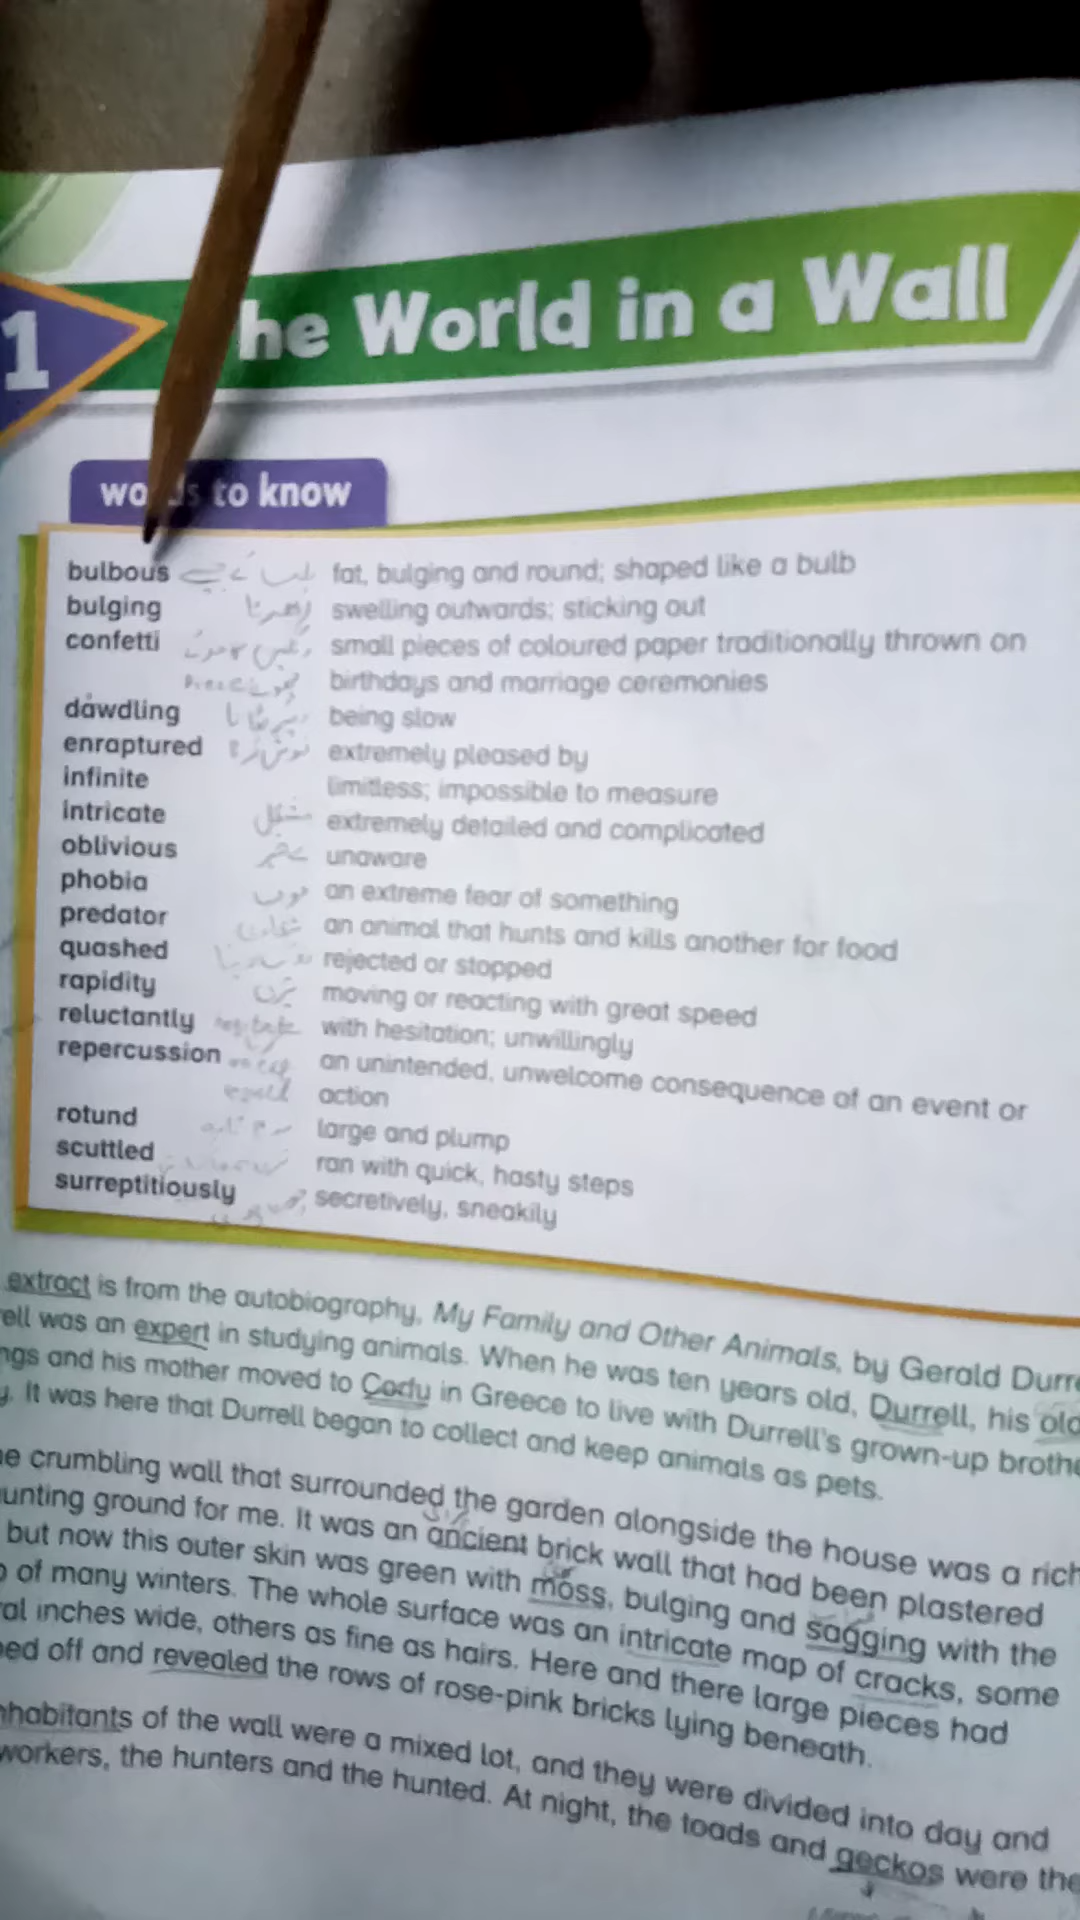 1
he World in a Wall
words to know
bulbous fat, bulging and round; shaped like a bulb
bulging swelling outwards; sticking out
confetti small pieces of coloured paper traditionally thrown on
birthdays and marriage ceremonies
dawdling being slow
enraptured extremely pleased by
infinite limitless; impossible to measure
intricate مشکل extremely detailed and complicated
oblivious unaware
phobia an extreme fear of something
predator an animal that hunts and kills another for food
quashed rejected or stopped
rapidity moving or reacting with great speed
reluctantly with hesitation; unwillingly
repercussion an unintended, unwelcome consequence of an event or
action
rotund large and plump
scuttled ran with quick, hasty steps
surreptitiously secretively, sneakily
extract is from the autobiography, My Family and Other Animals, by Gerald Durre
ell was an expert in studying animals. When he was ten years old, Durrell, his old
ngs and his mother moved to Corfu in Greece to live with Durrell's grown-up brothe
y. It was here that Durrell began to collect and keep animals as pets.
e crumbling wall that surrounded the garden alongside the house was a rich
unting ground for me. It was an ancient brick wall that had been plastered
but now this outer skin was green with moss, bulging and sagging with the
p of many winters. The whole surface was an intricate map of cracks, some
al inches wide, others as fine as hairs. Here and there large pieces had
ed off and revealed the rows of rose-pink bricks lying beneath.
nhabitants of the wall were a mixed lot, and they were divided into day and
workers, the hunters and the hunted. At night, the toads and geckos were the